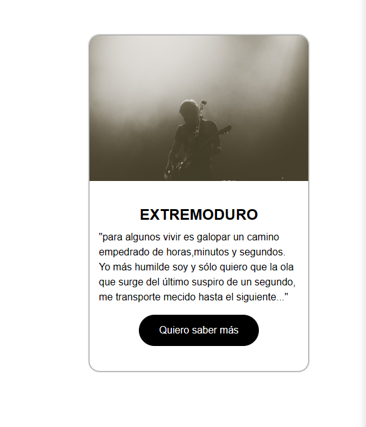 EXTREMODURO
"para algunos vivir es galopar un camino
empedrado de horas,minutos y segundos.
Yo más humilde soy y sólo quiero que la ola
que surge del último suspiro de un segundo,
me transporte mecido hasta el siguiente..."
Quiero saber más